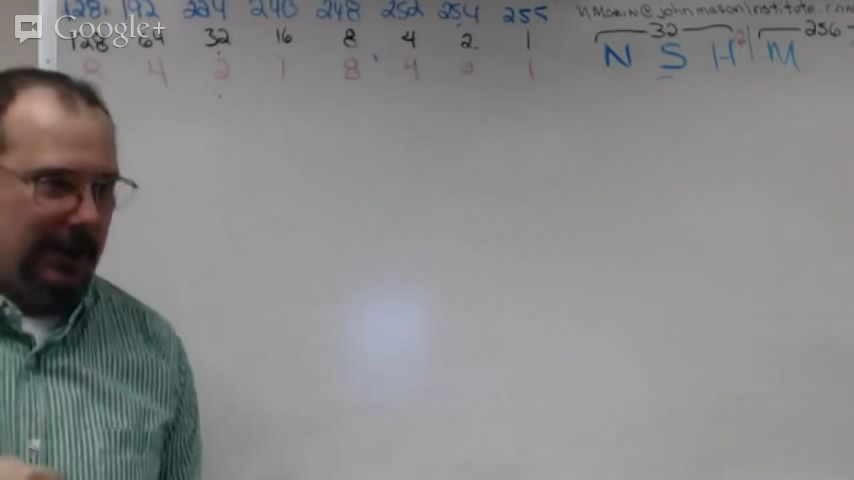 Google+
128 192 224 240 248 252 254 255
128 64 32 16 8 4 2 1
8 4 2 1 8 4 2 1
32 256
N S H 2 | M